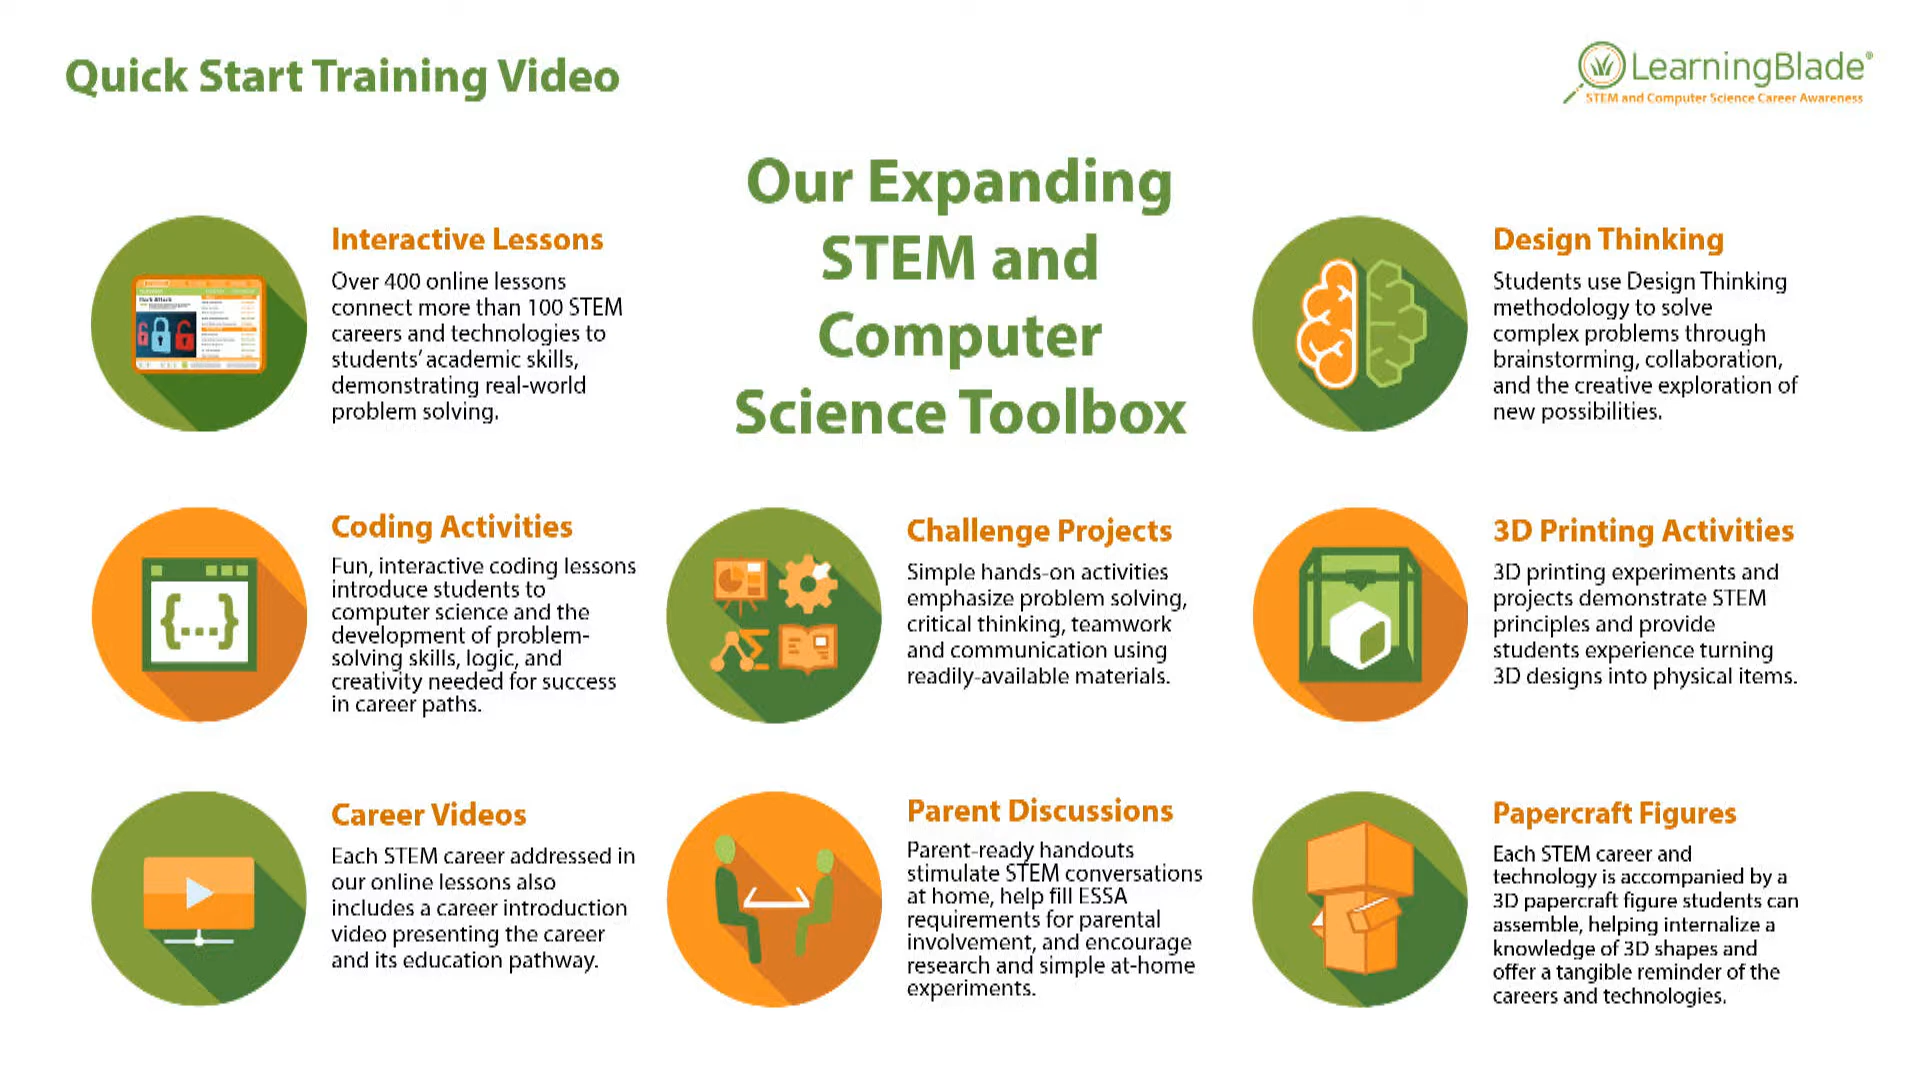 Quick Start Training Video
LearningBlade®
STEM and Computer Science Career Awareness
Our Expanding
STEM and
Computer
Science Toolbox
Interactive Lessons
Over 400 online lessons
connect more than 100 STEM
careers and technologies to
students' academic skills,
demonstrating real-world
problem solving.
Design Thinking
Students use Design Thinking
methodology to solve
complex problems through
brainstorming, collaboration,
and the creative exploration of
new possibilities.
Coding Activities
Fun, interactive coding lessons
introduce students to
computer science and the
development of problem-
solving skills, logic, and
creativity needed for success
in career paths.
{...}
Challenge Projects
Simple hands-on activities
emphasize problem solving,
critical thinking, teamwork
and communication using
readily-available materials.
3D Printing Activities
3D printing experiments and
projects demonstrate STEM
principles and provide
students experience turning
3D designs into physical items.
Career Videos
Each STEM career addressed in
our online lessons also
includes a career introduction
video presenting the career
and its education pathway.
Parent Discussions
Parent-ready handouts
stimulate STEM conversations
at home, help fill ESSA
requirements for parental
involvement, and encourage
research and simple at-home
experiments.
Papercraft Figures
Each STEM career and
technology is accompanied by a
3D papercraft figure students can
assemble, helping internalize a
knowledge of 3D shapes and
offer a tangible reminder of the
careers and technologies.